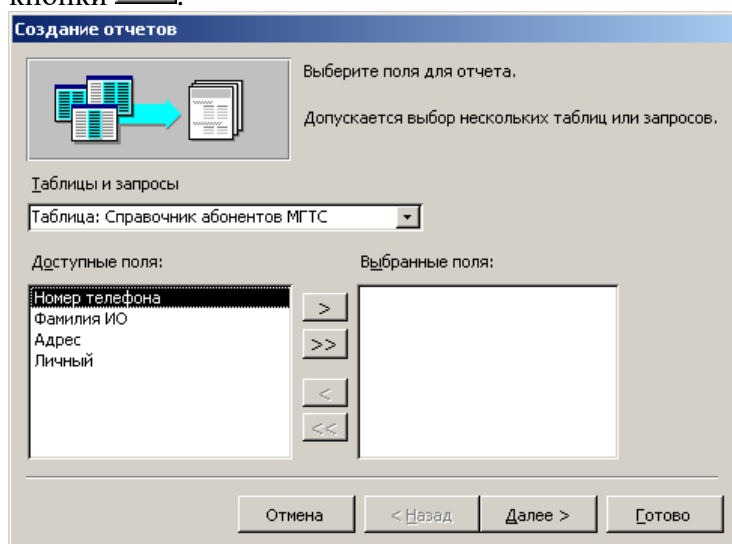 кнопки .
Создание отчетов
Выберите поля для отчета.
Допускается выбор нескольких таблиц или запросов.
Таблицы и запросы
Таблица: Справочник абонентов МГТС
Доступные поля:
Выбранные поля:
Номер телефона
Фамилия ИО
Адрес
Личный
>
>>
<
<<
Отмена
< Назад
Далее >
Готово